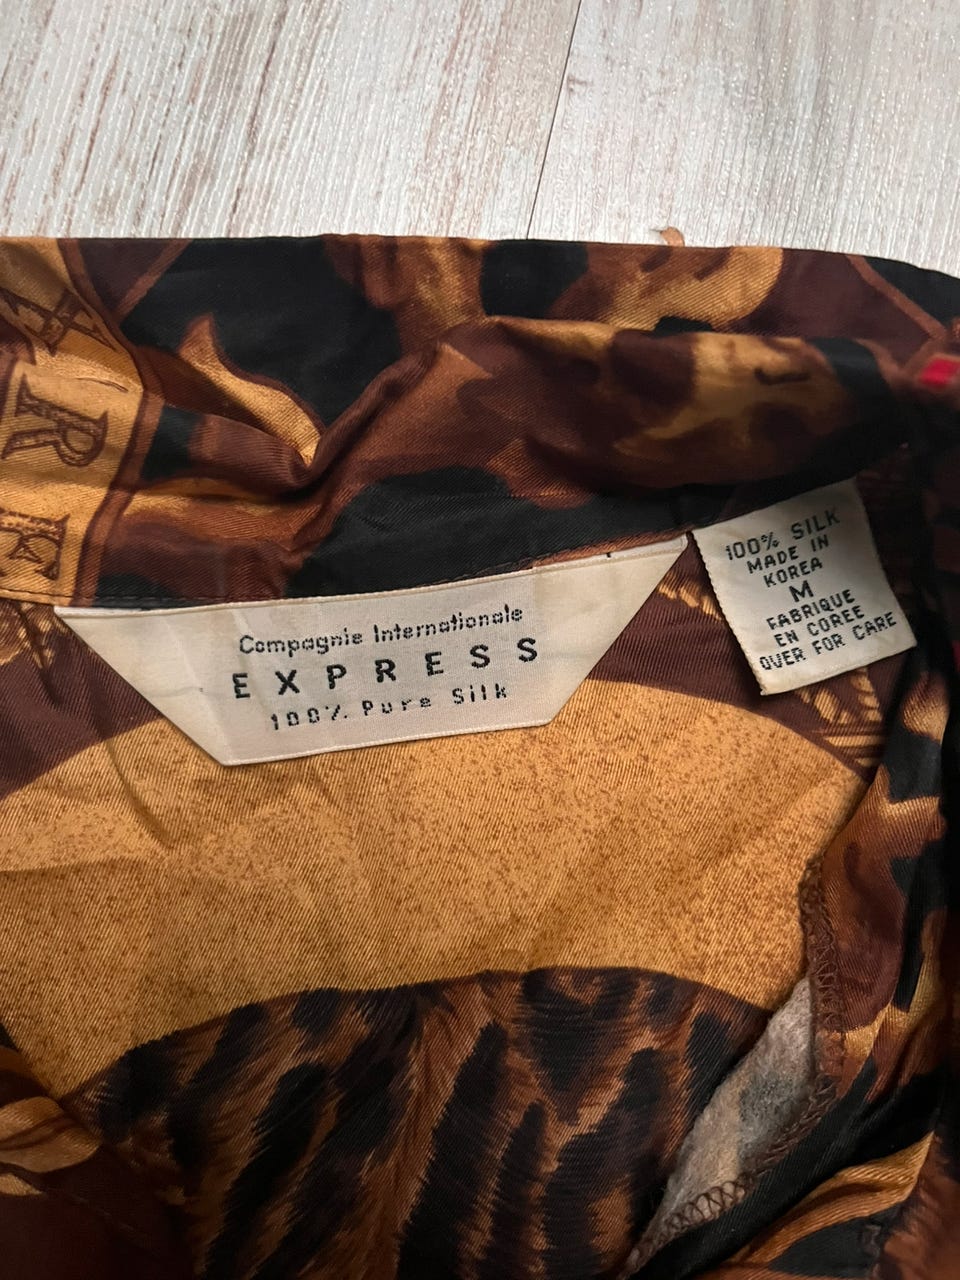 Compagnie Internationale
EXPRESS
100% Pure Silk
100% SILK
MADE IN
KOREA
M
FABRIQUE
EN COREE
OVER FOR CARE
X
R
E